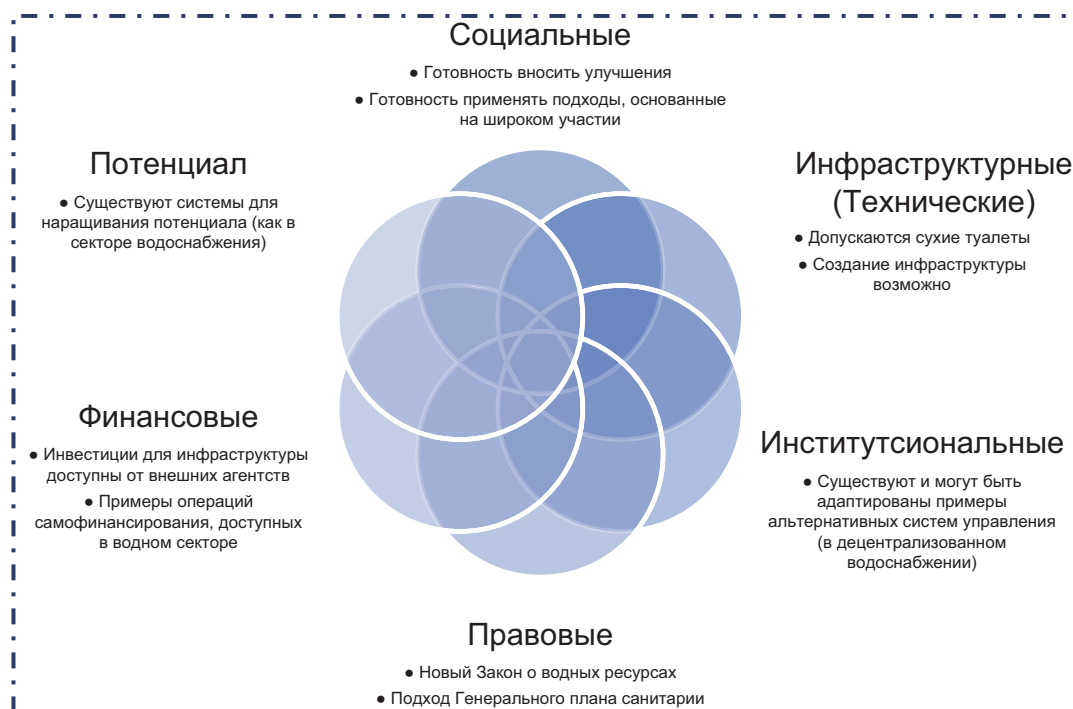 Социальные
● Готовность вносить улучшения
● Готовность применять подходы, основанные
на широком участии
Потенциал
● Существуют системы для
наращивания потенциала (как в
секторе водоснабжения)
Инфраструктурные
(Технические)
● Допускаются сухие туалеты
● Создание инфраструктуры
возможно
Финансовые
● Инвестиции для инфраструктуры
доступны от внешних агентств
● Примеры операций
самофинансирования, доступных
в водном секторе
Институтсиональные
● Существуют и могут быть
адаптированы примеры
альтернативных систем управления
(в децентрализованном
водоснабжении)
Правовые
● Новый Закон о водных ресурсах
● Подход Генерального плана санитарии